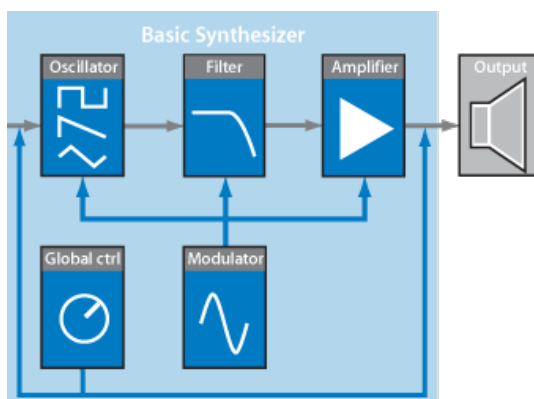 Basic Synthesizer
Oscillator
Filter
Amplifier
Output
Global ctrl
Modulator